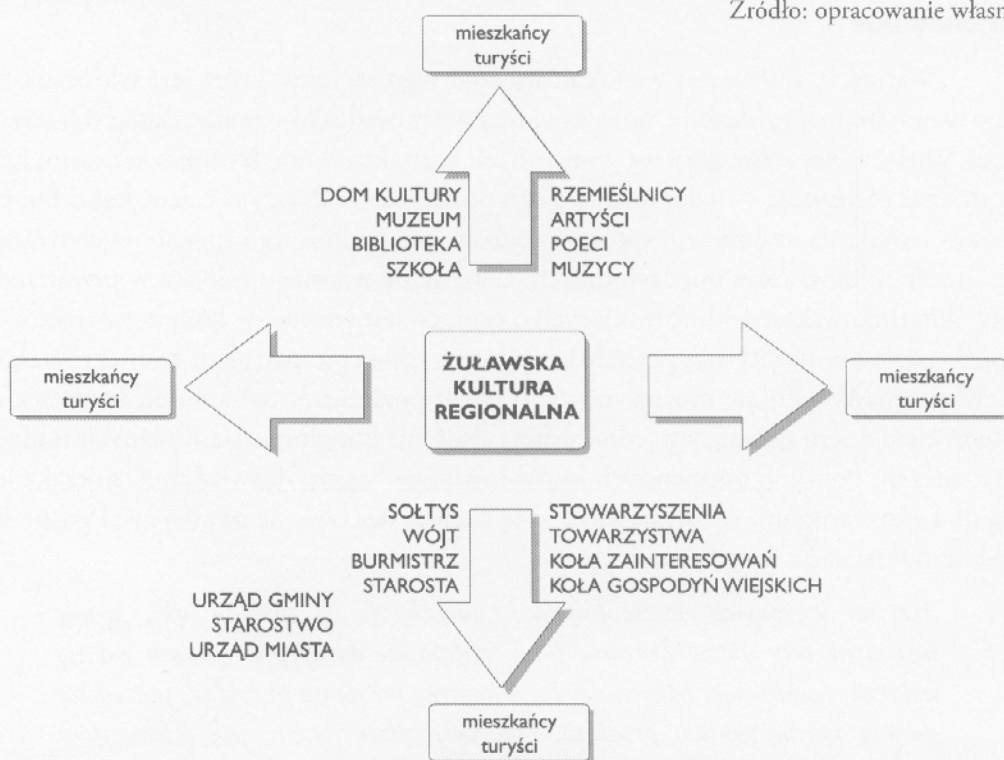 Źródło: opracowanie własn
mieszkańcy
turyści
DOM KULTURY
MUZEUM
BIBLIOTEKA
SZKOŁA
RZEMIEŚLNICY
ARTYŚCI
POECI
MUZYCY
mieszkańcy
turyści
ŻUŁAWSKA
KULTURA
REGIONALNA
mieszkańcy
turyści
SOŁTYS
WÓJT
BURMISTRZ
STAROSTA
STOWARZYSZENIA
TOWARZYSTWA
KOŁA ZAINTERESOWAŃ
KOŁA GOSPODYŃ WIEJSKICH
URZĄD GMINY
STAROSTWO
URZĄD MIASTA
mieszkańcy
turyści